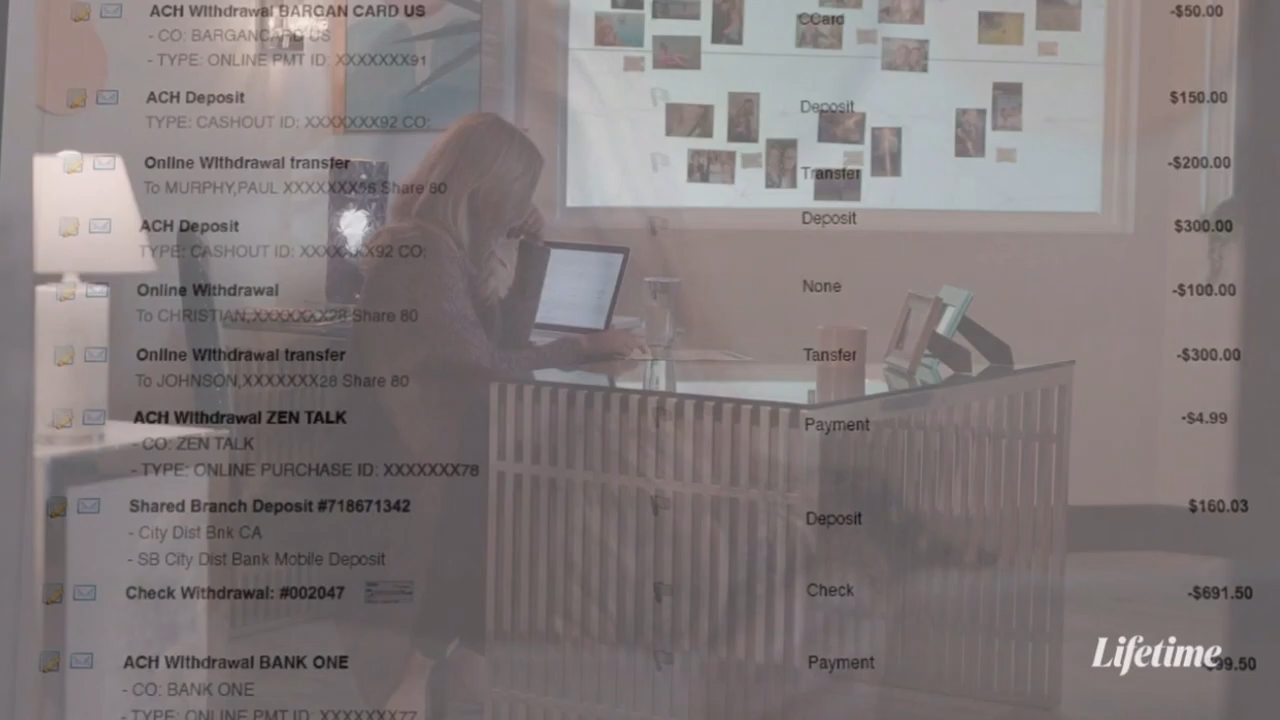 ACH Withdrawal BARGAN CARD US CCard -$50.00
- CO: BARGANCARD US
- TYPE: ONLINE PMT ID: XXXXXXX91
ACH Deposit Deposit $150.00
TYPE: CASHOUT ID: XXXXXXX92 CO:
Online Withdrawal transfer Transfer -$200.00
To MURPHY,PAUL XXXXXXX56 Share 80
ACH Deposit Deposit $300.00
TYPE: CASHOUT ID: XXXXXXX92 CO:
Online Withdrawal None -$100.00
To CHRISTIAN,XXXXXXX28 Share 80
Online Withdrawal transfer Tansfer -$300.00
To JOHNSON,XXXXXXX28 Share 80
ACH Withdrawal ZEN TALK Payment -$4.99
- CO: ZEN TALK
- TYPE: ONLINE PURCHASE ID: XXXXXXX78
Shared Branch Deposit #718671342 Deposit $160.03
- City Dist Bnk CA
- SB City Dist Bank Mobile Deposit
Check Withdrawal: #002047 Check -$691.50
ACH Withdrawal BANK ONE Payment
- CO: BANK ONE
- TYPE: ONLINE PMT ID: XXXXXXX77
Lifetime